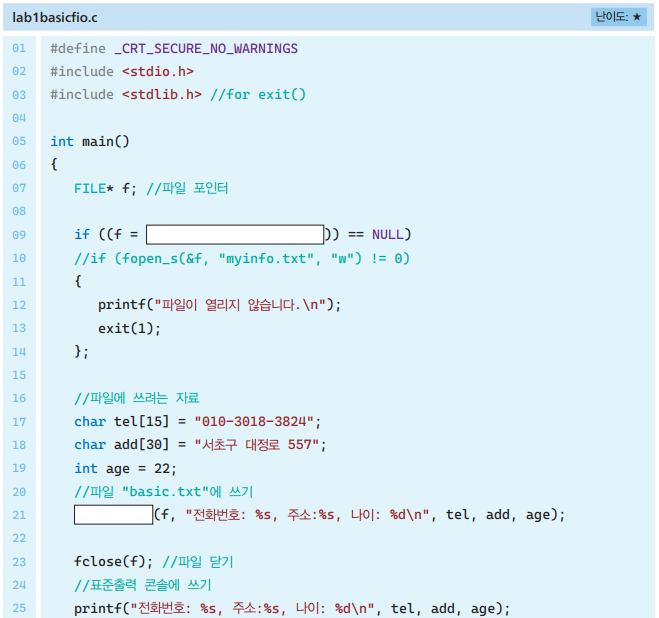 lab1basicfio.c 난이도: ★
01 #define _CRT_SECURE_NO_WARNINGS
02 #include <stdio.h>
03 #include <stdlib.h> //for exit()
04
05 int main()
06 {
07 FILE* f; //파일 포인터
08
09 if ((f = )) == NULL)
10 //if (fopen_s(&f, "myinfo.txt", "w") != 0)
11 {
12 printf("파일이 열리지 않습니다.\n");
13 exit(1);
14 };
15
16 //파일에 쓰려는 자료
17 char tel[15] = "010-3018-3824";
18 char add[30] = "서초구 대정로 557";
19 int age = 22;
20 //파일 "basic.txt"에 쓰기
21 (f, "전화번호: %s, 주소:%s, 나이: %d\n", tel, add, age);
22
23 fclose(f); //파일 닫기
24 //표준출력 콘솔에 쓰기
25 printf("전화번호: %s, 주소:%s, 나이: %d\n", tel, add, age);